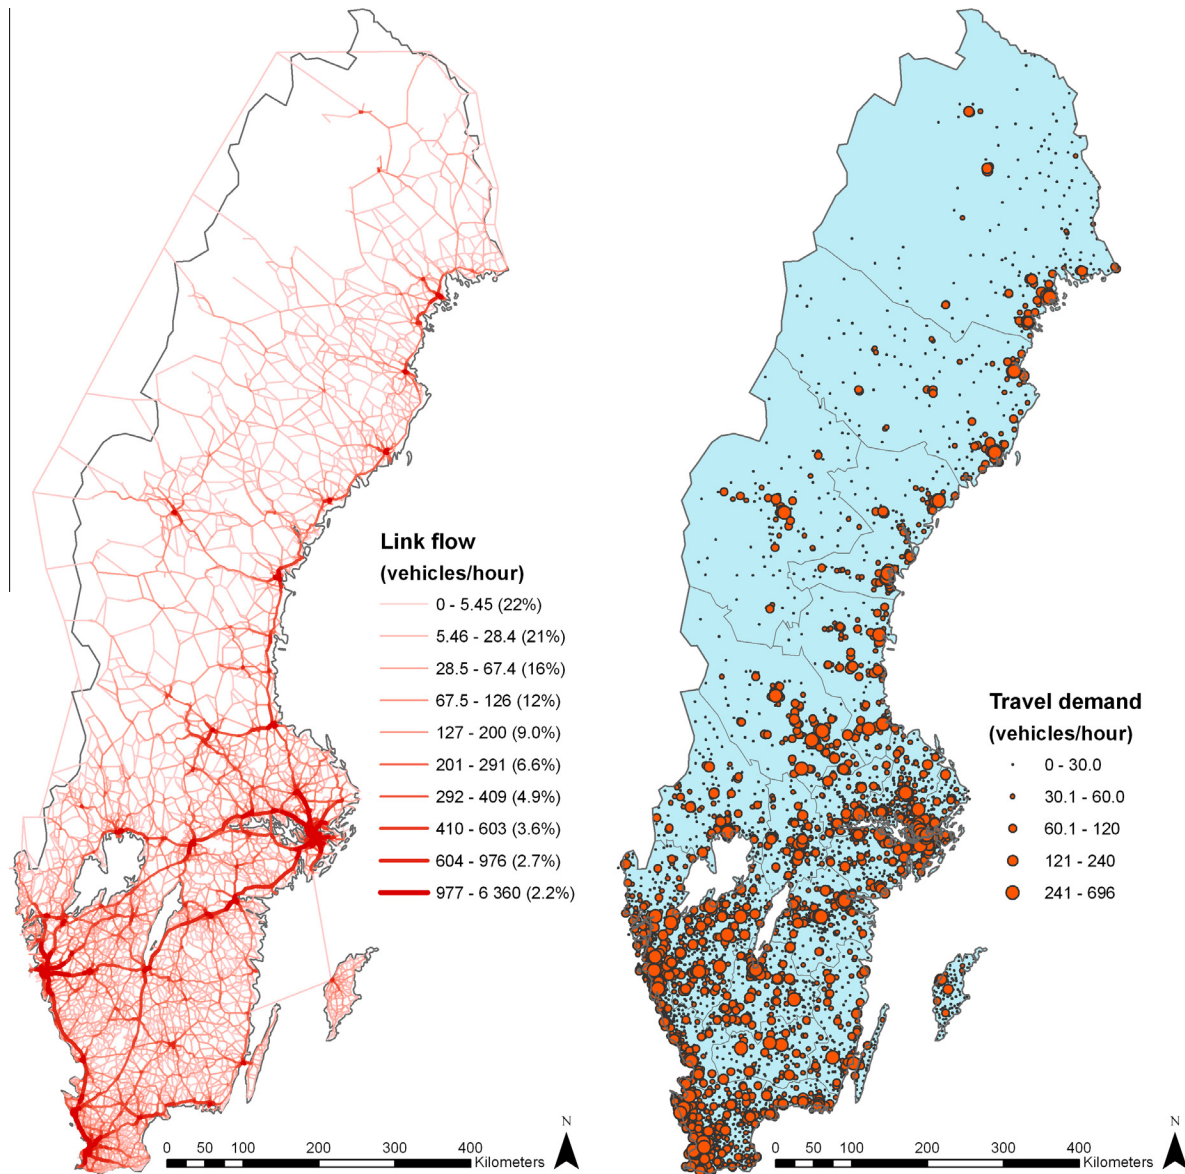 Link flow
(vehicles/hour)
0 - 5.45 (22%)
5.46 - 28.4 (21%)
28.5 - 67.4 (16%)
67.5 - 126 (12%)
127 - 200 (9.0%)
201 - 291 (6.6%)
292 - 409 (4.9%)
410 - 603 (3.6%)
604 - 976 (2.7%)
977 - 6 360 (2.2%)
N
0 50 100 200 300 400
Kilometers
Travel demand
(vehicles/hour)
0 - 30.0
30.1 - 60.0
60.1 - 120
121 - 240
241 - 696
N
0 50 100 200 300 400
Kilometers